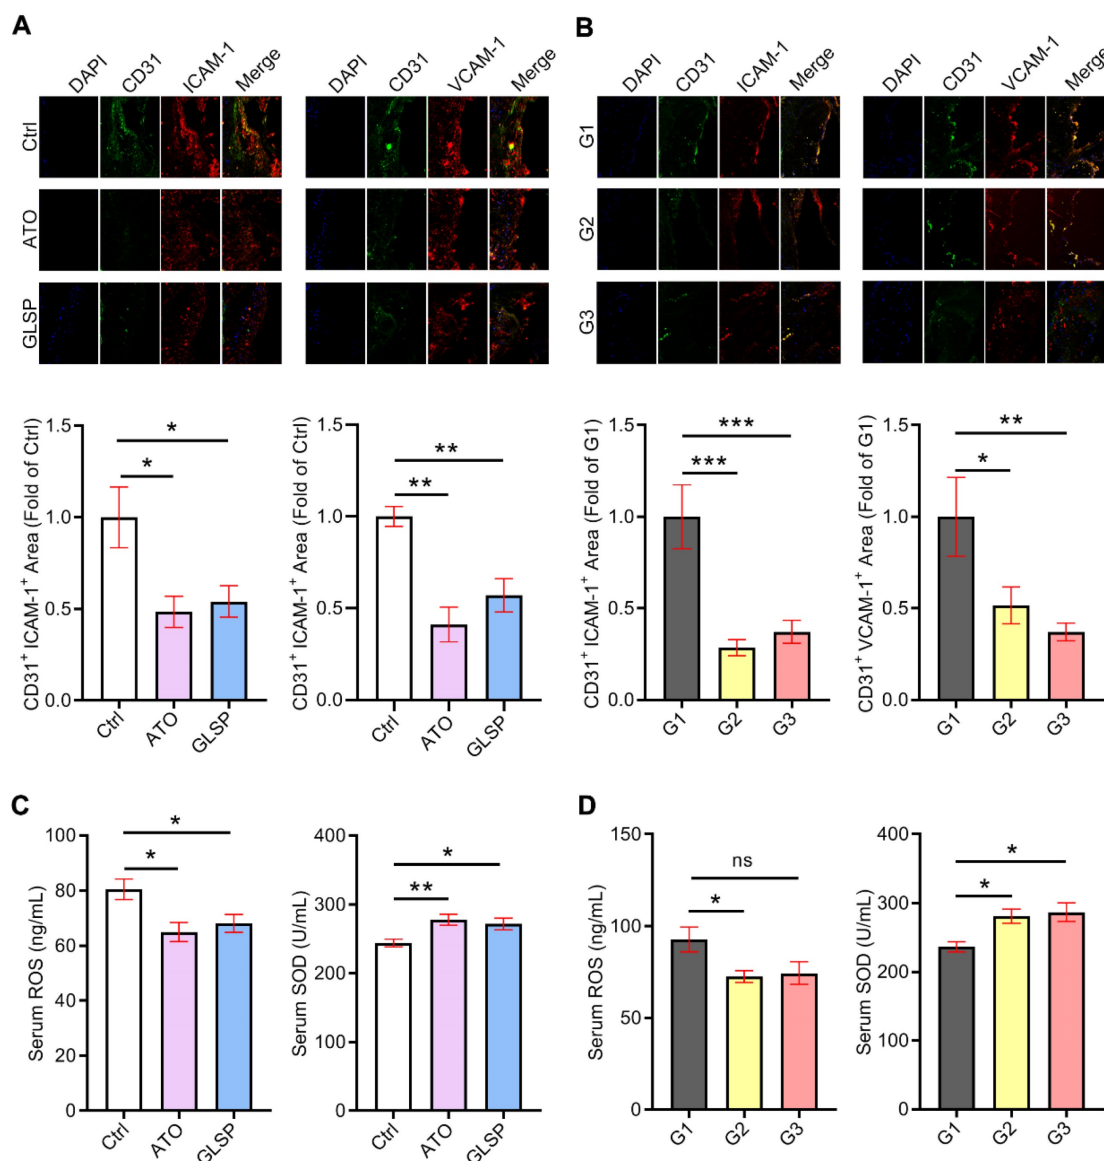 A
B
DAPI CD31 ICAM-1 Merge
DAPI CD31 VCAM-1 Merge
DAPI CD31 ICAM-1 Merge
DAPI CD31 VCAM-1 Merge
Ctrl
ATO
GLSP
G1
G2
G3
CD31+ ICAM-1+ Area (Fold of Ctrl)
1.5
1.0
0.5
0.0
*
*
Ctrl ATO GLSP
CD31+ ICAM-1+ Area (Fold of Ctrl)
1.5
1.0
0.5
0.0
**
**
Ctrl ATO GLSP
CD31+ ICAM-1+ Area (Fold of G1)
1.5
1.0
0.5
0.0
***
***
G1 G2 G3
CD31+ VCAM-1+ Area (Fold of G1)
1.5
1.0
0.5
0.0
**
*
G1 G2 G3
C
D
Serum ROS (ng/mL)
100
80
60
40
20
0
*
*
Ctrl ATO GLSP
Serum SOD (U/mL)
400
300
200
100
0
*
**
Ctrl ATO GLSP
Serum ROS (ng/mL)
150
100
50
0
ns
*
G1 G2 G3
Serum SOD (U/mL)
400
300
200
100
0
*
*
G1 G2 G3